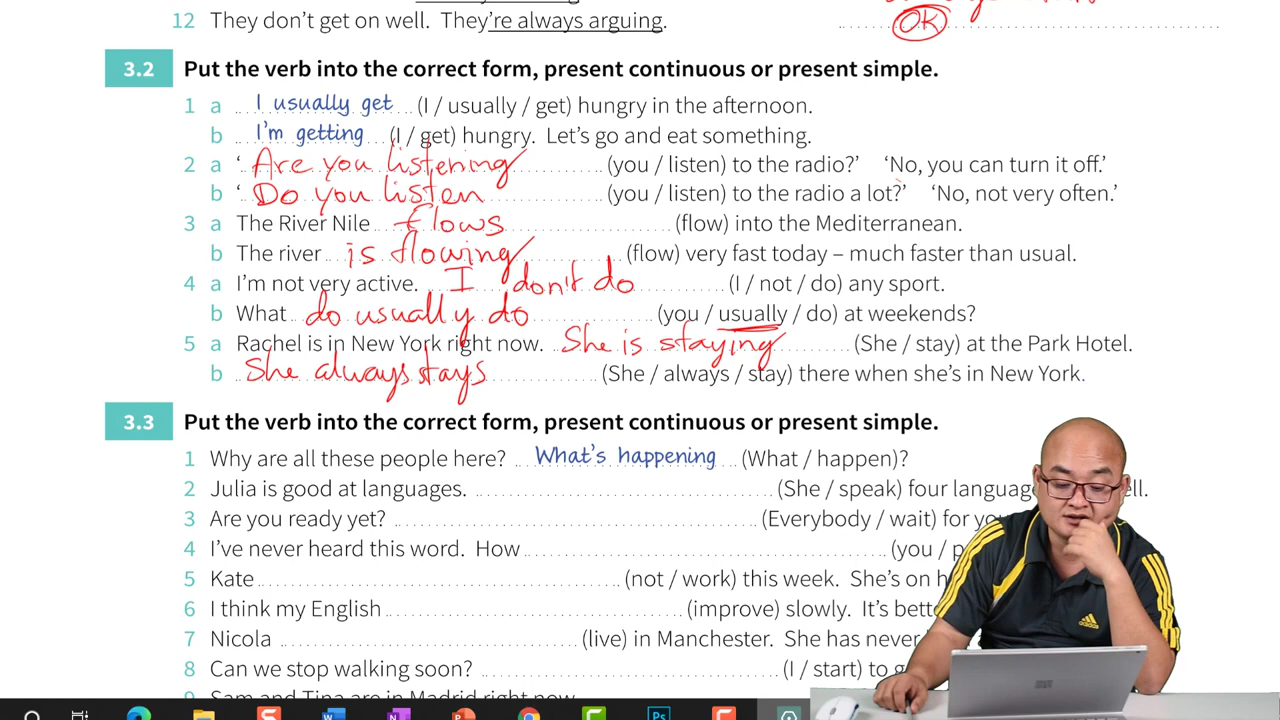 12 They don't get on well. They're always arguing. OK
3.2 Put the verb into the correct form, present continuous or present simple.
1 a I usually get (I / usually / get) hungry in the afternoon.
b I'm getting (I / get) hungry. Let's go and eat something.
2 a 'Are you listening (you / listen) to the radio?' 'No, you can turn it off.'
b 'Do you listen (you / listen) to the radio a lot?' 'No, not very often.'
3 a The River Nile flows (flow) into the Mediterranean.
b The river is flowing (flow) very fast today – much faster than usual.
4 a I'm not very active. I don't do (I / not / do) any sport.
b What do usually do (you / usually / do) at weekends?
5 a Rachel is in New York right now. She is staying (She / stay) at the Park Hotel.
b She always stays (She / always / stay) there when she's in New York.
3.3 Put the verb into the correct form, present continuous or present simple.
1 Why are all these people here? What's happening (What / happen)?
2 Julia is good at languages. (She / speak) four
3 Are you ready yet? (Everybody / wait) for
4 I've never heard this word. How (you /
5 Kate (not / work) this week. She's on
6 I think my English (improve) slowly. It's
7 Nicola (live) in Manchester. She has never
8 Can we stop walking soon? (I / start) to
9 Sam and Tina are in Madrid right now.